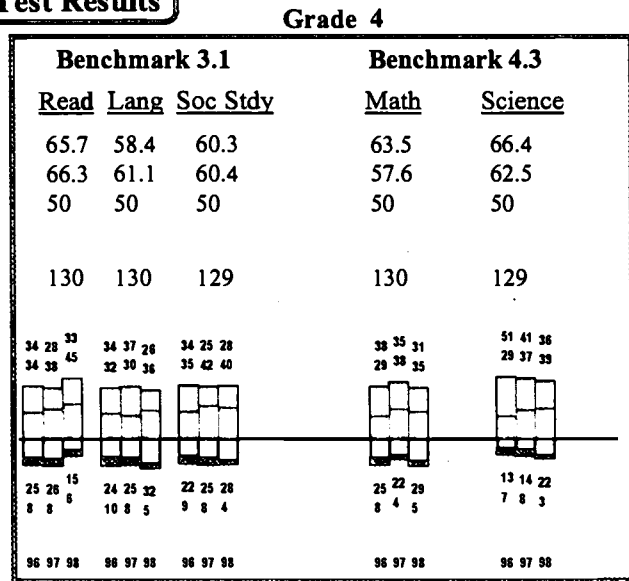 Test Results
Grade 4
Benchmark 3.1 Benchmark 4.3
Read Lang Soc Stdy Math Science
65.7 58.4 60.3 63.5 66.4
66.3 61.1 60.4 57.6 62.5
50 50 50 50 50
130 130 129 130 129
34 28 33 34 37 26 34 25 28 38 35 31 51 41 36
34 38 45 32 30 36 35 42 40 29 38 35 29 37 39
25 26 15 24 25 32 22 25 28 25 22 29 13 14 22
8 8 6 10 8 5 9 8 4 8 4 5 7 8 3
96 97 98 96 97 98 96 97 98 96 97 98 96 97 98